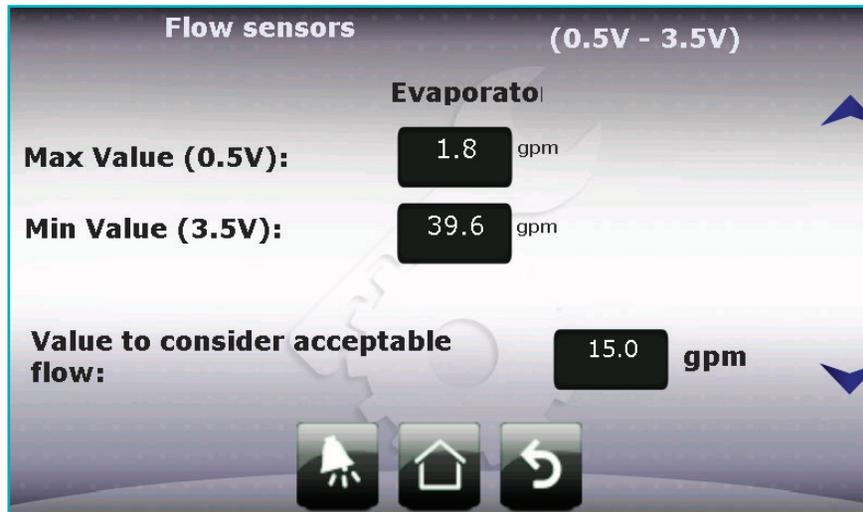 Flow sensors (0.5V - 3.5V)
Evaporato
Max Value (0.5V): 1.8 gpm
Min Value (3.5V): 39.6 gpm
Value to consider acceptable
flow: 15.0 gpm